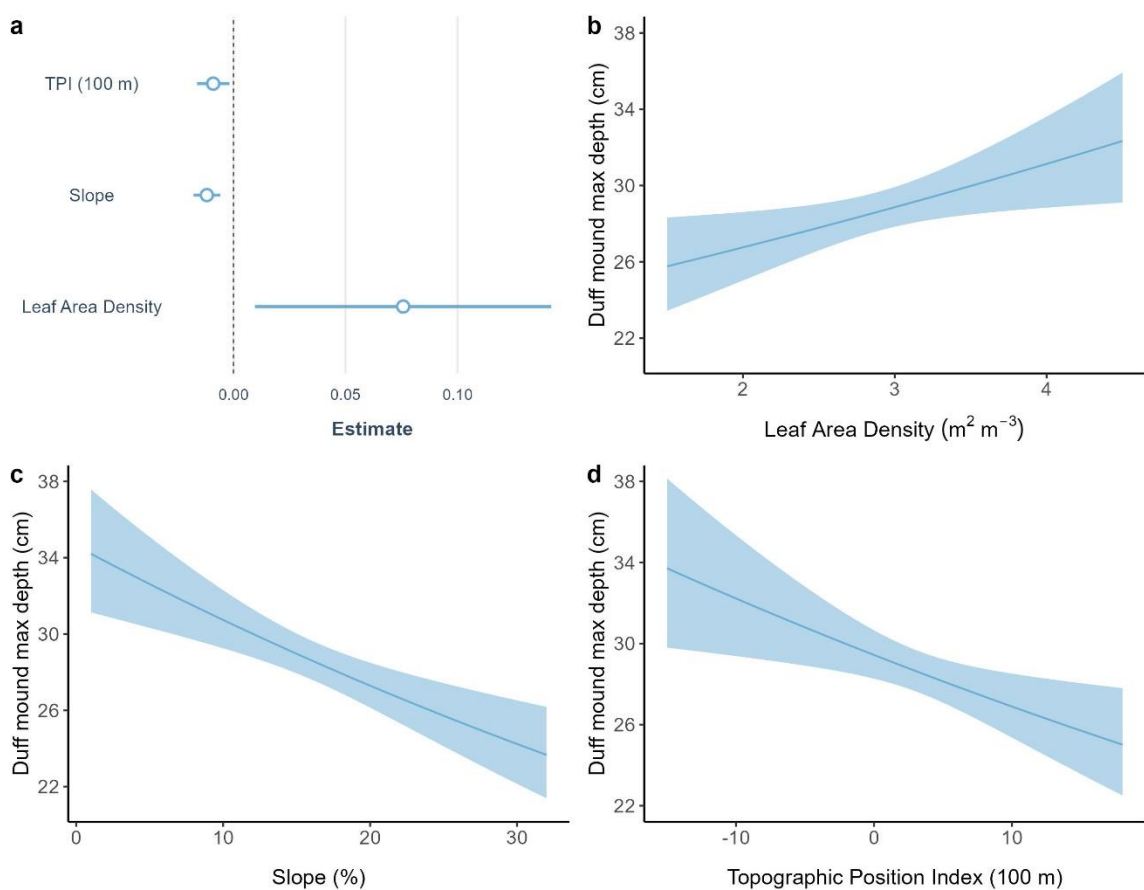 a
TPI (100 m)
Slope
Leaf Area Density
0.00 0.05 0.10
Estimate
b
Duff mound max depth (cm)
38
34
30
26
22
2 3 4
Leaf Area Density (m² m⁻³)
c
Duff mound max depth (cm)
38
34
30
26
22
0 10 20 30
Slope (%)
d
Duff mound max depth (cm)
38
34
30
26
22
-10 0 10
Topographic Position Index (100 m)